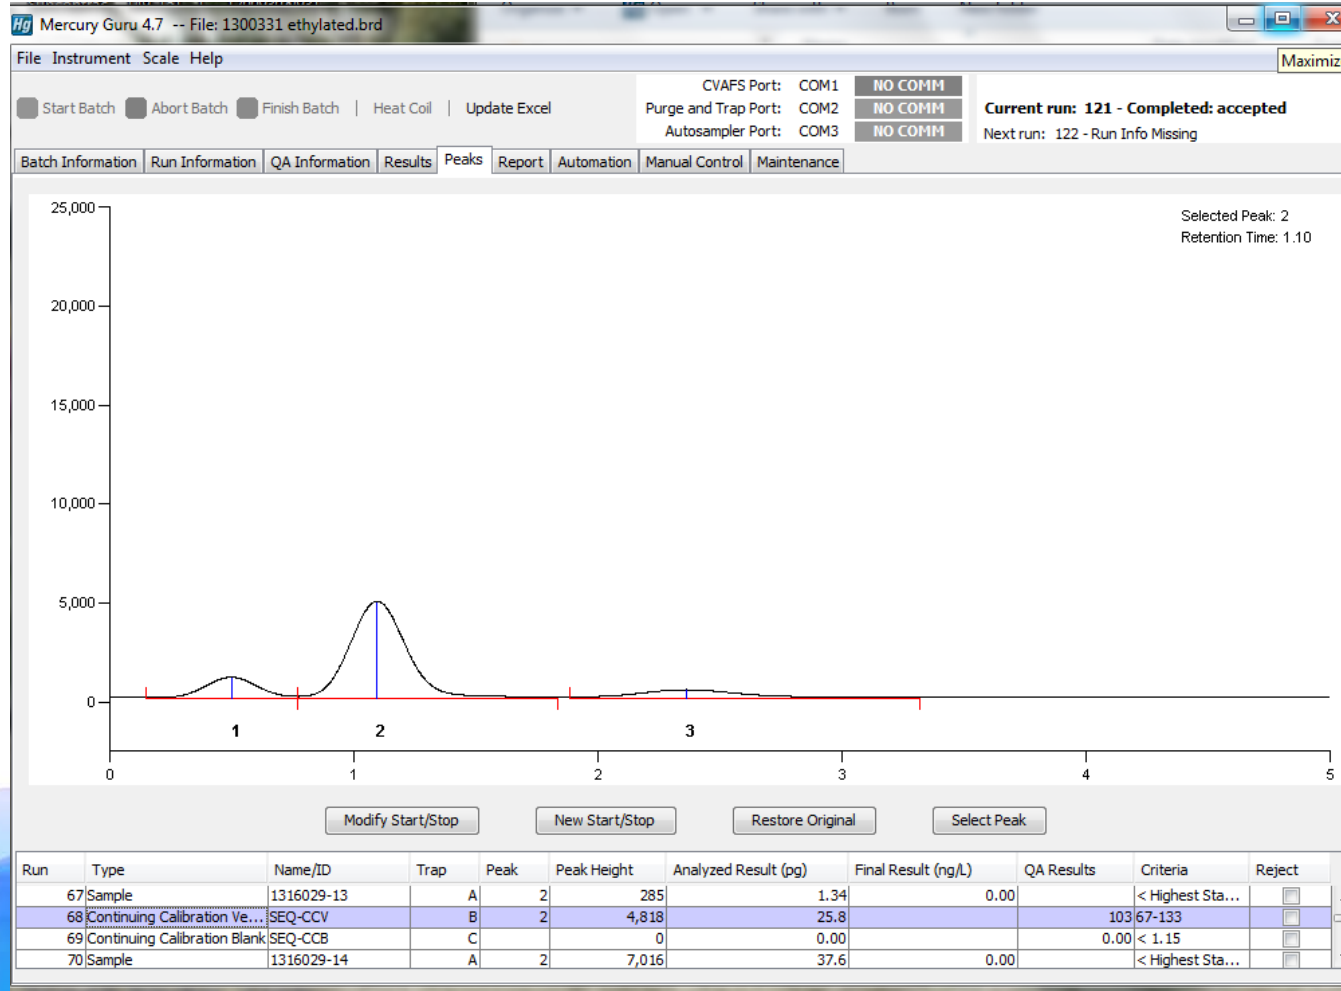 Hg Mercury Guru 4.7 -- File: 1300331 ethylated.brd
File Instrument Scale Help
Maximiz
Start Batch Abort Batch Finish Batch | Heat Coil | Update Excel
CVAFS Port: COM1 NO COMM
Purge and Trap Port: COM2 NO COMM
Autosampler Port: COM3 NO COMM
Current run: 121 - Completed: accepted
Next run: 122 - Run Info Missing
Batch Information Run Information QA Information Results Peaks Report Automation Manual Control Maintenance
Selected Peak: 2
Retention Time: 1.10
25,000
20,000
15,000
10,000
5,000
0
1 2 3
0 1 2 3 4 5
Modify Start/Stop New Start/Stop Restore Original Select Peak
Run Type Name/ID Trap Peak Peak Height Analyzed Result (pg) Final Result (ng/L) QA Results Criteria Reject
67 Sample 1316029-13 A 2 285 1.34 0.00 < Highest Sta...
68 Continuing Calibration Ve... SEQ-CCV B 2 4,818 25.8 103 67-133
69 Continuing Calibration Blank SEQ-CCB C 0 0.00 0.00 < 1.15
70 Sample 1316029-14 A 2 7,016 37.6 0.00 < Highest Sta...